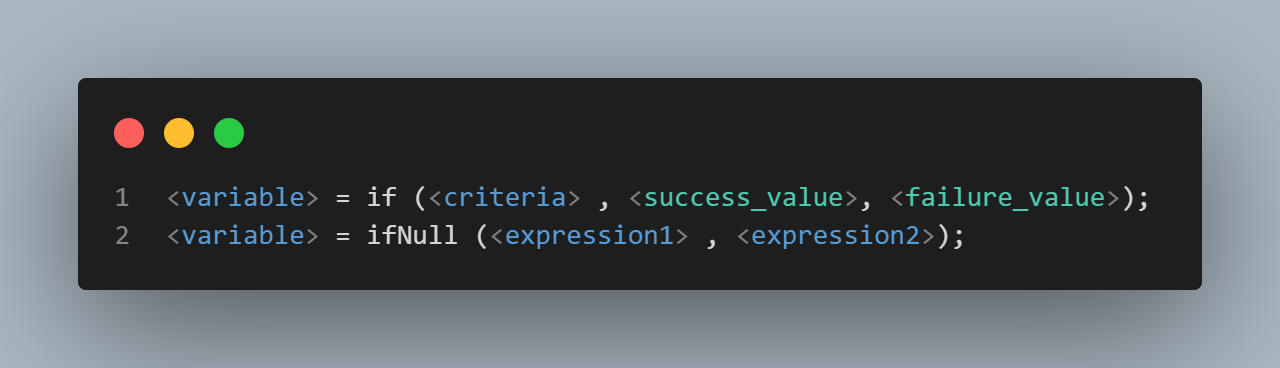 1 <variable> = if (<criteria> , <success_value>, <failure_value>);
2 <variable> = ifNull (<expression1> , <expression2>);